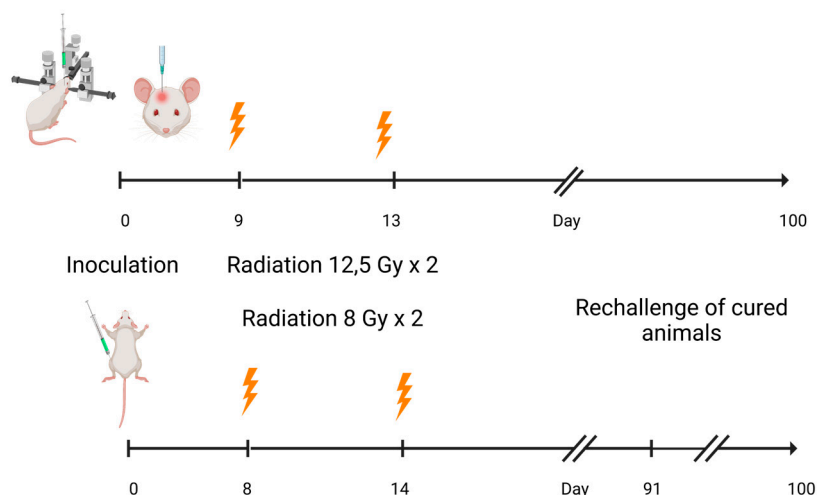 0 9 13 Day 100
Inoculation Radiation 12,5 Gy x 2
Radiation 8 Gy x 2
Rechallenge of cured
animals
0 8 14 Day 91 100